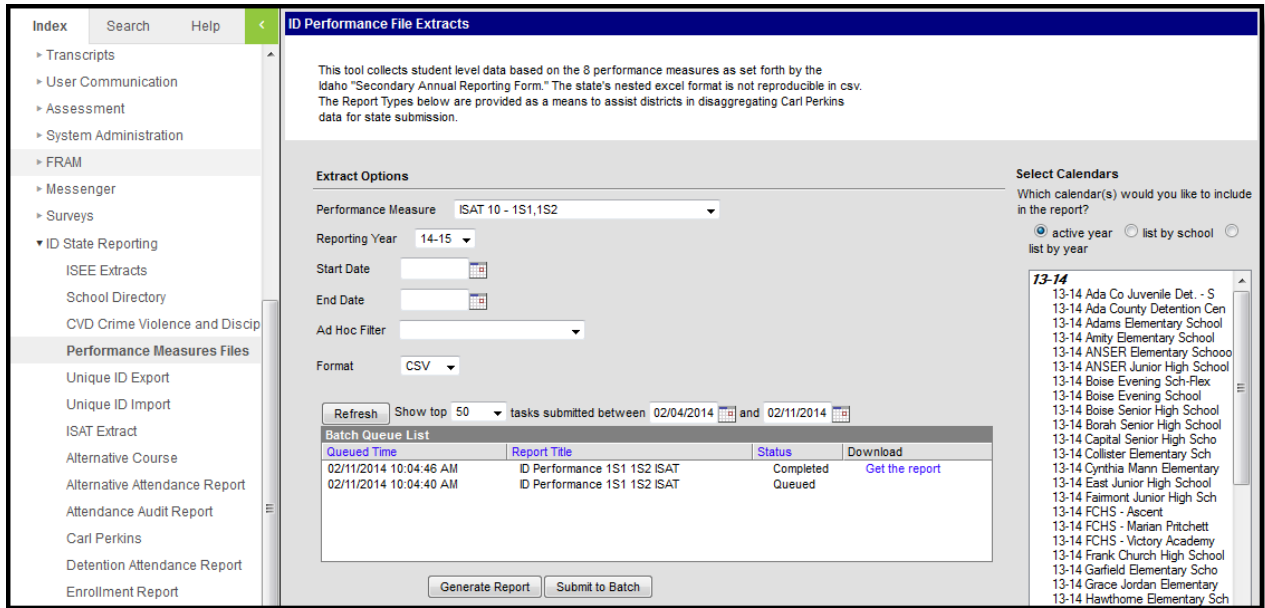 Index Search Help <
Transcripts
User Communication
Assessment
System Administration
FRAM
Messenger
Surveys
ID State Reporting
ISEE Extracts
School Directory
CVD Crime Violence and Discip
Performance Measures Files
Unique ID Export
Unique ID Import
ISAT Extract
Alternative Course
Alternative Attendance Report
Attendance Audit Report
Carl Perkins
Detention Attendance Report
Enrollment Report
ID Performance File Extracts
This tool collects student level data based on the 8 performance measures as set forth by the
Idaho "Secondary Annual Reporting Form." The state's nested excel format is not reproducible in csv.
The Report Types below are provided as a means to assist districts in disaggregating Carl Perkins
data for state submission.
Extract Options
Performance Measure ISAT 10 - 1S1,1S2
Reporting Year 14-15
Start Date
End Date
Ad Hoc Filter
Format CSV
Refresh Show top 50 tasks submitted between 02/04/2014 and 02/11/2014
Batch Queue List
Queued Time Report Title Status Download
02/11/2014 10:04:46 AM ID Performance 1S1 1S2 ISAT Completed Get the report
02/11/2014 10:04:40 AM ID Performance 1S1 1S2 ISAT Queued
Generate Report Submit to Batch
Select Calendars
Which calendar(s) would you like to include
in the report?
active year list by school
list by year
13-14
13-14 Ada Co Juvenile Det. - S
13-14 Ada County Detention Cen
13-14 Adams Elementary School
13-14 Amity Elementary School
13-14 ANSER Elementary Schooo
13-14 ANSER Junior High School
13-14 Boise Evening Sch-Flex
13-14 Boise Evening School
13-14 Boise Senior High School
13-14 Borah Senior High School
13-14 Capital Senior High Scho
13-14 Collister Elementary Sch
13-14 Cynthia Mann Elementary
13-14 East Junior High School
13-14 Fairmont Junior High Sch
13-14 FCHS - Ascent
13-14 FCHS - Marian Pritchett
13-14 FCHS - Victory Academy
13-14 Frank Church High School
13-14 Garfield Elementary Scho
13-14 Grace Jordan Elementary
13-14 Hawthorne Elementary Sch